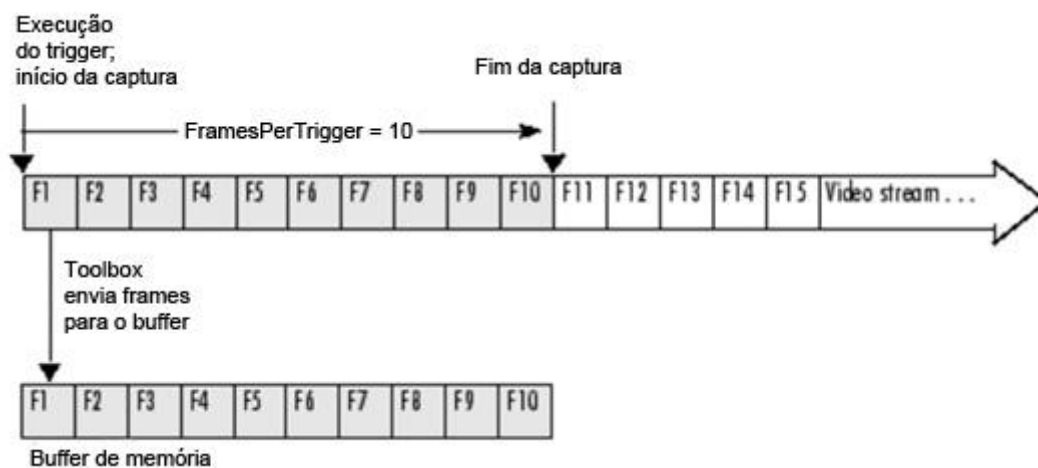 Execução
do trigger;
início da captura
Fim da captura
FramesPerTrigger = 10
F1 F2 F3 F4 F5 F6 F7 F8 F9 F10 F11 F12 F13 F14 F15 Video stream . . .
Toolbox
envia frames
para o buffer
F1 F2 F3 F4 F5 F6 F7 F8 F9 F10
Buffer de memória